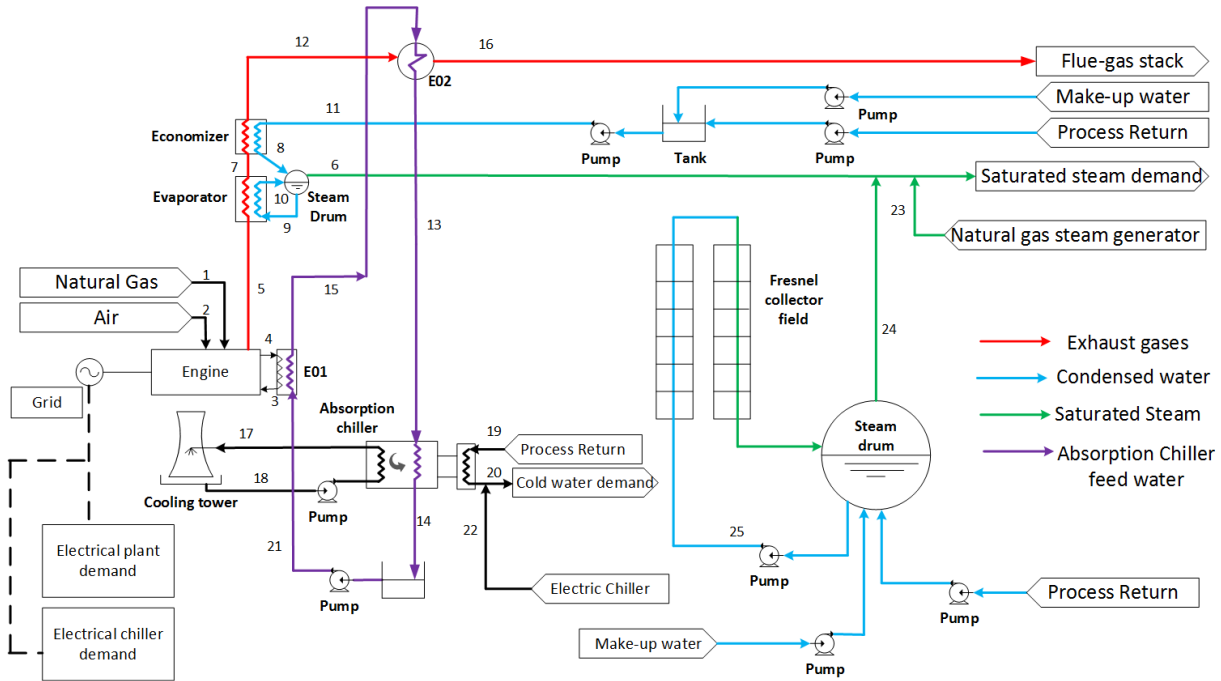 12
16
E02
Flue-gas stack
Make-up water
Pump
Process Return
Pump
Tank
Pump
11
Economizer
8
7
6
Saturated steam demand
Evaporator
10
Steam
Drum
9
13
23
Natural gas steam generator
Natural Gas
1
Air
2
5
15
Fresnel
collector
field
24
Exhaust gases
Condensed water
Saturated Steam
Absorption Chiller
feed water
4
Engine
E01
3
Grid
Absorption
chiller
Steam
drum
17
18
Cooling tower
Pump
19
Process Return
20
Cold water demand
14
22
21
25
Pump
Pump
Electric Chiller
Process Return
Pump
Electrical plant
demand
Electrical chiller
demand
Make-up water
Pump